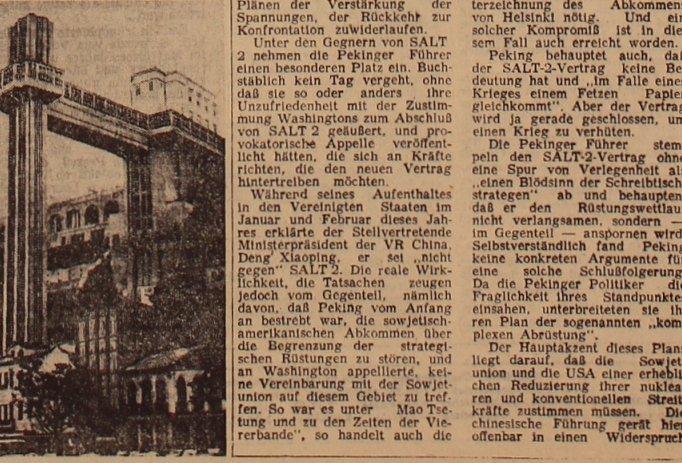 Plänen der Verstärkung der
Spannungen, der Rückkehr zur
Konfrontation zuwiderlaufen.
Unter den Gegnern von SALT
2 nehmen die Pekinger Führer
einen besonderen Platz ein. Buch-
stäblich kein Tag vergeht, ohne
daß sie so oder anders ihre
Unzufriedenheit mit der Zustim-
mung Washingtons zum Abschluß
von SALT 2 geäußert, und pro-
vokatorische Appelle veröffent-
licht hätten, die sich an Kräfte
richten, die den neuen Vertrag
hintertreiben möchten.
Während seines Aufenthaltes
in den Vereinigten Staaten im
Januar und Februar dieses Jah-
res erklärte der Stellvertretende
Ministerpräsident der VR China,
Deng Xiaoping, er sei „nicht
gegen" SALT 2. Die reale Wirk-
lichkeit, die Tatsachen zeugen
jedoch vom Gegenteil, nämlich
davon, daß Peking vom Anfang
an bestrebt war, die sowjetisch-
amerikanischen Abkommen über
die Begrenzung der strategi-
schen Rüstungen zu stören, und
an Washington appellierte, kei-
ne Vereinbarung mit der Sowjet-
union auf diesem Gebiet zu tref-
fen. So war es unter Mao Tse-
tung und zu den Zeiten der Vie-
rerbande", so handelt auch die
terzeichnung des Abkommen
von Helsinki nötig. Und ein
solcher Kompromiß ist in die
sem Fall auch erreicht worden.
Peking behauptet auch, daß
der SALT-2-Vertrag keine Be
deutung hat und „im Falle eines
Krieges einem Fetzen Papier
gleichkommt". Aber der Vertrag
wird ja gerade geschlossen, um
einen Krieg zu verhüten.
Die Pekinger Führer stem
peln den SALT-2-Vertrag ohne
eine Spur von Verlegenheit als
„einen Blödsinn der Schreibtisch
strategen" ab und behaupten
daß er den Rüstungswettlauf
nicht verlangsamen, sondern —
im Gegenteil — anspornen wird
Selbstverständlich fand Peking
keine konkreten Argumente für
eine solche Schlußfolgerung
Da die Pekinger Politiker die
Fraglichkeit ihres Standpunktes
einsahen, unterbreiteten sie ih
ren Plan der sogenannten „kom
plexen Abrüstung".
Der Hauptakzent dieses Plans
liegt darauf, daß die Sowjet
union und die USA einer erhebli
chen Reduzierung ihrer nuklea
ren und konventionellen Streit
kräfte zustimmen müssen. Die
chinesische Führung gerät hier
offenbar in einen Widerspruch